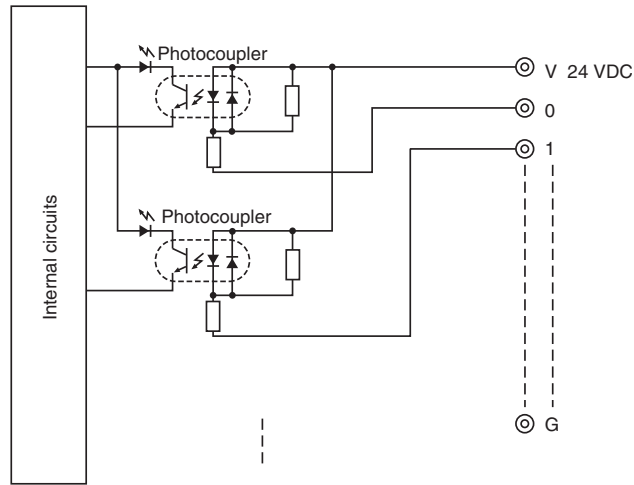 Photocoupler
V 24 VDC
0
1
Photocoupler
Internal circuits
G